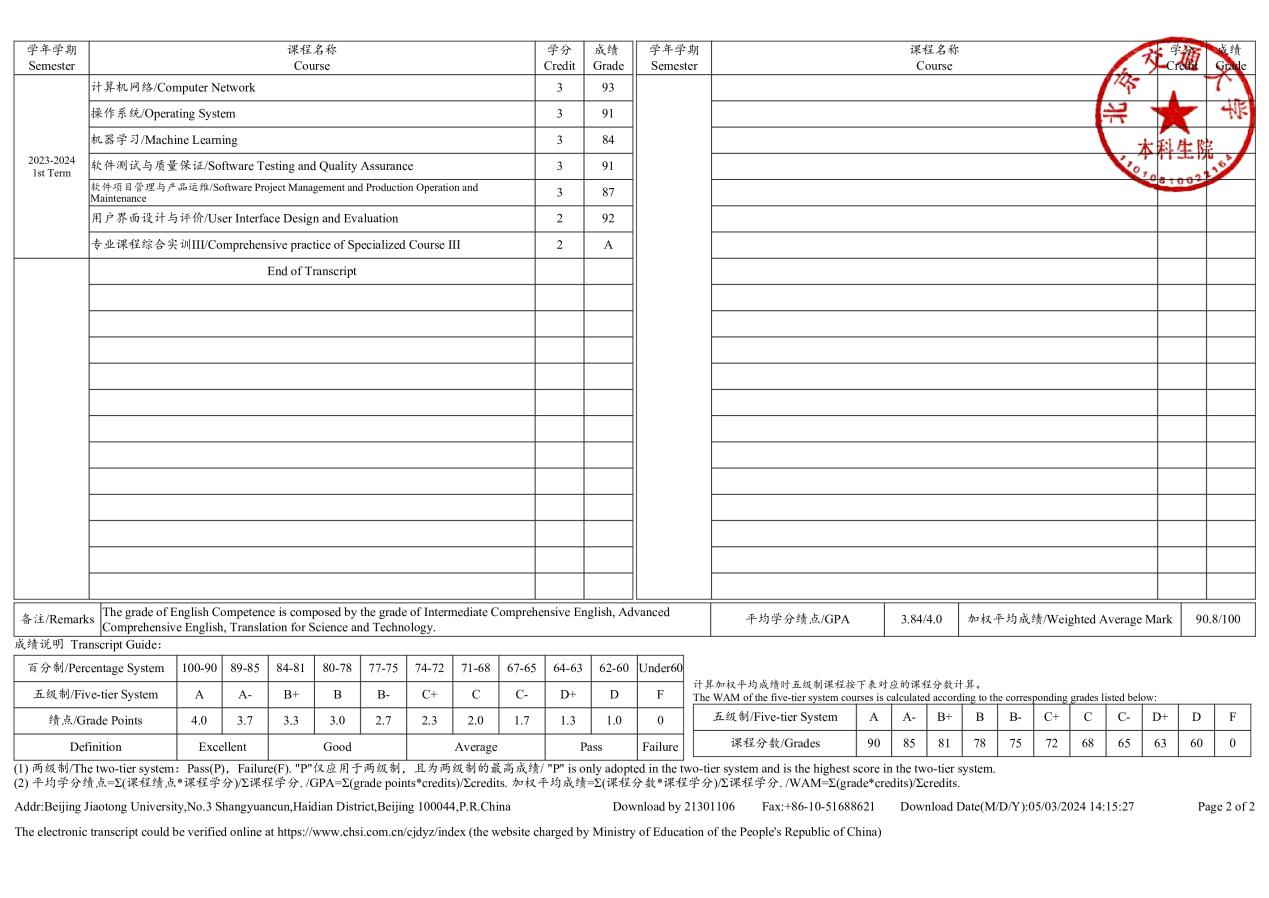 学年学期 课程名称 学分 成绩 学年学期 课程名称 学分 成绩
Semester Course Credit Grade Semester Course Credit Grade
计算机网络/Computer Network 3 93
操作系统/Operating System 3 91
机器学习/Machine Learning 3 84
2023-2024
1st Term
软件测试与质量保证/Software Testing and Quality Assurance 3 91
软件项目管理与产品运维/Software Project Management and Production Operation and
Maintenance 3 87
用户界面设计与评价/User Interface Design and Evaluation 2 92
专业课程综合实训III/Comprehensive practice of Specialized Course III 2 A
End of Transcript
北京交通大学
本科生院
11010810022164
备注/Remarks The grade of English Competence is composed by the grade of Intermediate Comprehensive English, Advanced
Comprehensive English, Translation for Science and Technology.
平均学分绩点/GPA 3.84/4.0 加权平均成绩/Weighted Average Mark 90.8/100
成绩说明 Transcript Guide:
百分制/Percentage System 100-90 89-85 84-81 80-78 77-75 74-72 71-68 67-65 64-63 62-60 Under60
五级制/Five-tier System A A- B+ B B- C+ C C- D+ D F
绩点/Grade Points 4.0 3.7 3.3 3.0 2.7 2.3 2.0 1.7 1.3 1.0 0
Definition Excellent Good Average Pass Failure
计算加权平均成绩时五级制课程按下表对应的课程分数计算。
The WAM of the five-tier system courses is calculated according to the corresponding grades listed below:
五级制/Five-tier System A A- B+ B B- C+ C C- D+ D F
课程分数/Grades 90 85 81 78 75 72 68 65 63 60 0
(1) 两级制/The two-tier system：Pass(P)，Failure(F). "P"仅应用于两级制，且为两级制的最高成绩/ "P" is only adopted in the two-tier system and is the highest score in the two-tier system.
(2) 平均学分绩点=Σ(课程绩点*课程学分)/Σ课程学分. /GPA=Σ(grade points*credits)/Σcredits. 加权平均成绩=Σ(课程分数*课程学分)/Σ课程学分. /WAM=Σ(grade*credits)/Σcredits.
Addr:Beijing Jiaotong University,No.3 Shangyuancun,Haidian District,Beijing 100044,P.R.China Download by 21301106 Fax:+86-10-51688621 Download Date(M/D/Y):05/03/2024 14:15:27 Page 2 of 2
The electronic transcript could be verified online at https://www.chsi.com.cn/cjdyz/index (the website charged by Ministry of Education of the People's Republic of China)